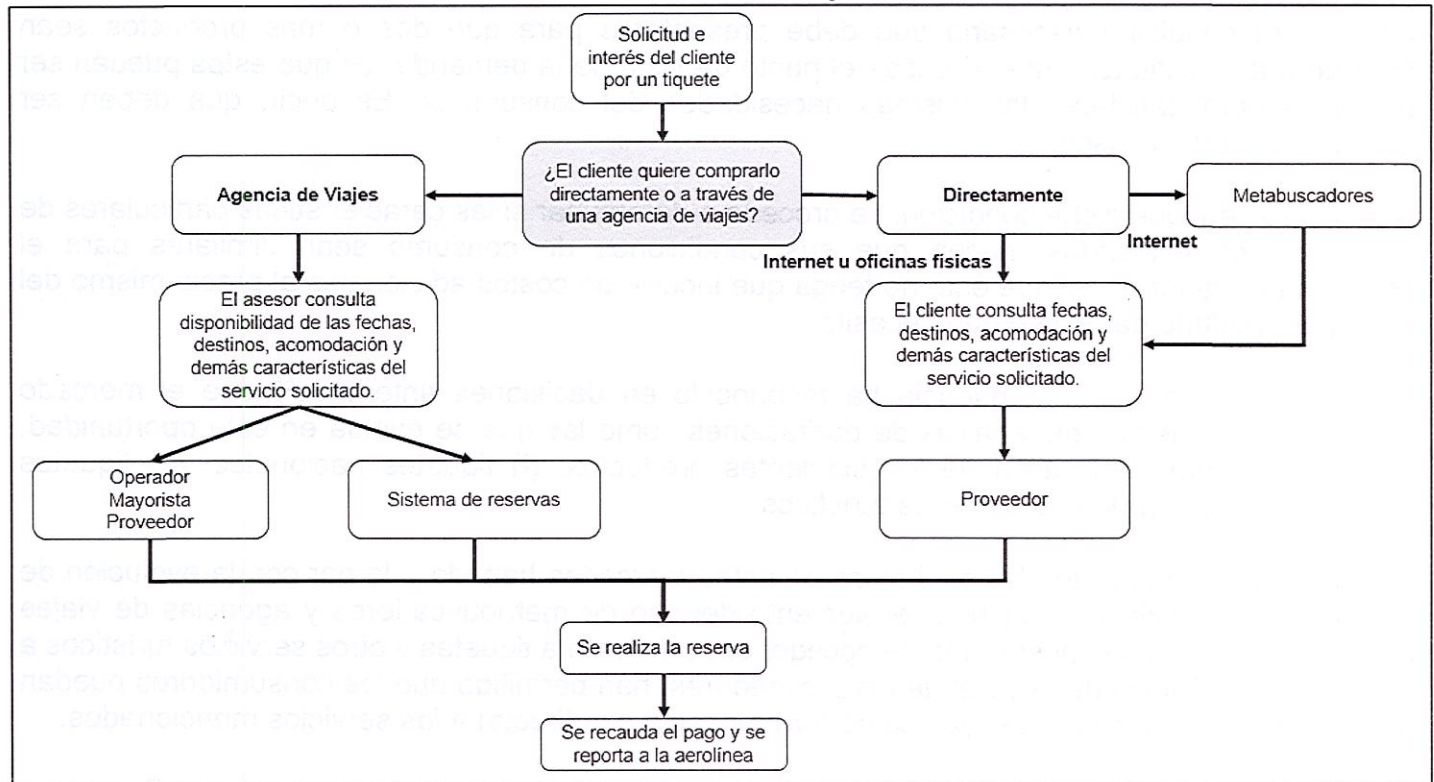 Solicitud e
interés del cliente
por un tiquete
¿El cliente quiere comprarlo
directamente o a través de
una agencia de viajes?
Agencia de Viajes
Directamente
Metabuscadores
Internet
Internet u oficinas físicas
El asesor consulta
disponibilidad de las fechas,
destinos, acomodación y
demás características del
servicio solicitado.
El cliente consulta fechas,
destinos, acomodación y
demás características del
servicio solicitado.
Operador
Mayorista
Proveedor
Sistema de reservas
Proveedor
Se realiza la reserva
Se recauda el pago y se
reporta a la aerolínea